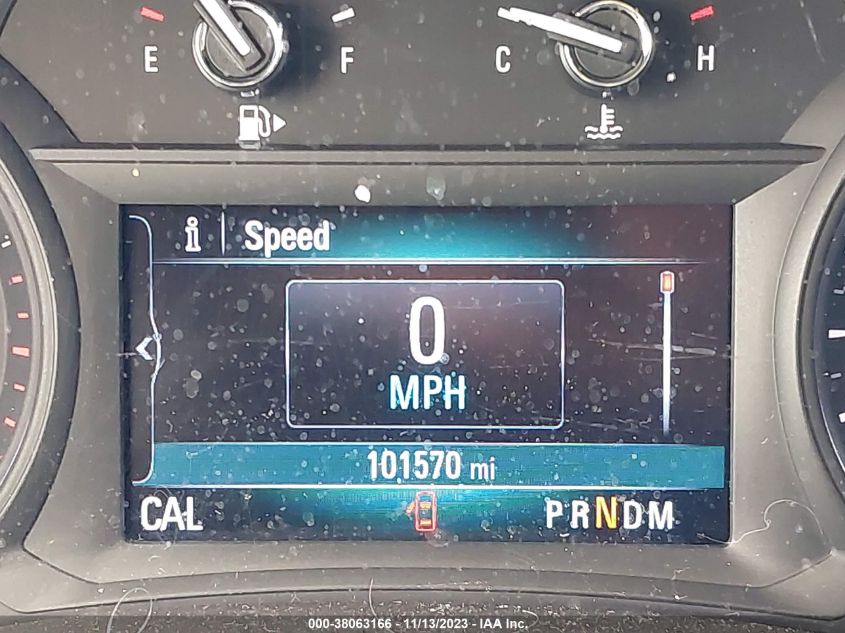 E F C H
i Speed
0
MPH
101570 mi
CAL PRNDM
000-38063166 - 11/13/2023 - IAA Inc.